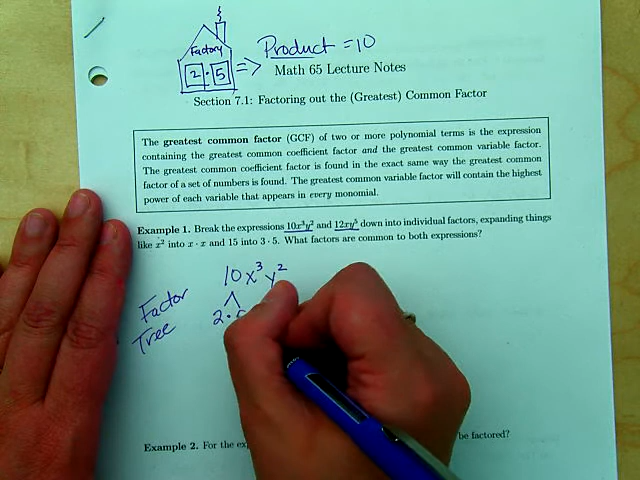 Factory
2 · 5 => Product = 10
Math 65 Lecture Notes
Section 7.1: Factoring out the (Greatest) Common Factor
The greatest common factor (GCF) of two or more polynomial terms is the expression
containing the greatest common coefficient factor and the greatest common variable factor.
The greatest common coefficient factor is found in the exact same way the greatest common
factor of a set of numbers is found. The greatest common variable factor will contain the highest
power of each variable that appears in every monomial.
Example 1. Break the expressions 10x³y² and 12xy⁵ down into individual factors, expanding things
like x² into x · x and 15 into 3 · 5. What factors are common to both expressions?
10x³y²
Factor
Tree
2 ·
Example 2. For the be factored?